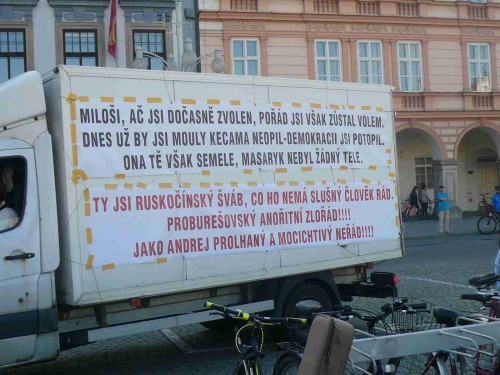 MILOŠI, AČ JSI DOČASNĚ ZVOLEN, POŘÁD JSI VŠAK ZŮSTAL VOLEM.
DNES UŽ BY JSI MOULY KECAMA NEOPIL-DEMOKRACII JSI POTOPIL.
ONA TĚ VŠAK SEMELE, MASARYK NEBYL ŽÁDNÝ TELE.
TY JSI RUSKOČÍNSKÝ ŠVÁB, CO HO NEMÁ SLUŠNÝ ČLOVĚK RÁD.
PROBUREŠOVSKÝ ANOŘITNÍ ZLOŘÁD!!!!
JAKO ANDREJ PROLHANÝ A MOCICHTIVÝ NEŘÁD!!!!